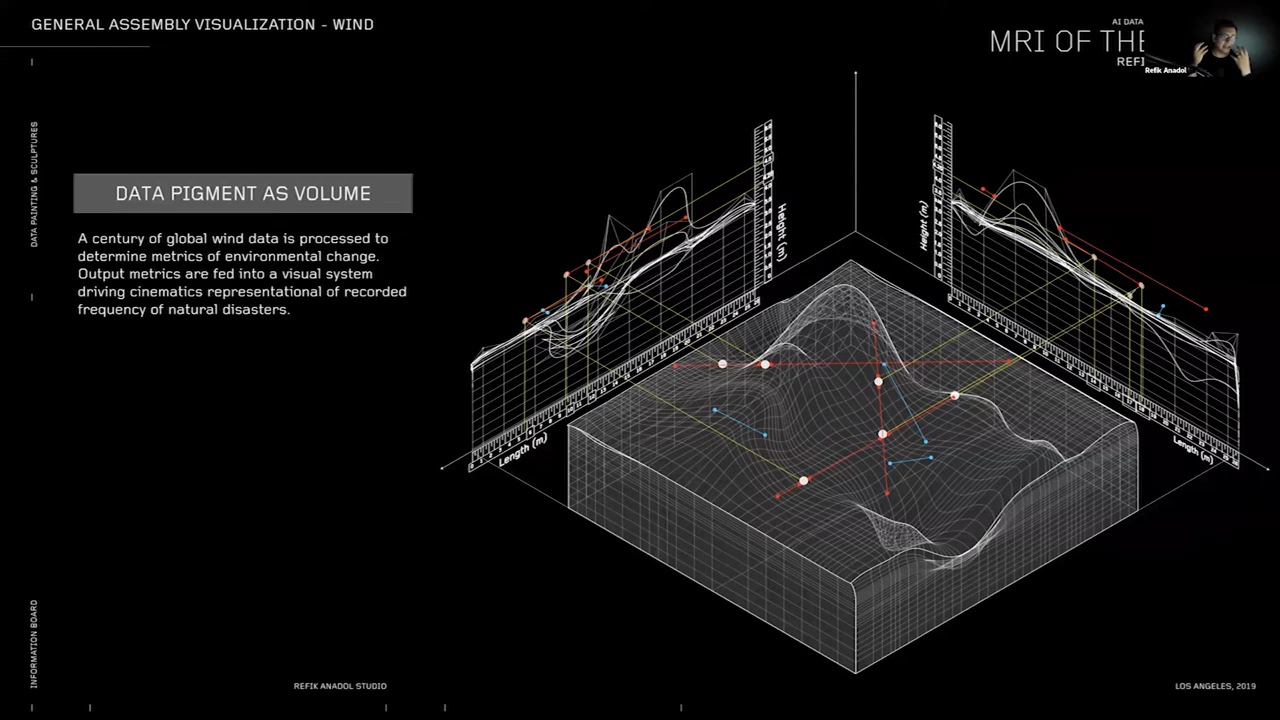 GENERAL ASSEMBLY VISUALIZATION - WIND
AI DATA
MRI OF THE
REFI
Refik Anadol
DATA PAINTING & SCULPTURES
DATA PIGMENT AS VOLUME
A century of global wind data is processed to
determine metrics of environmental change.
Output metrics are fed into a visual system
driving cinematics representational of recorded
frequency of natural disasters.
Height (m)
Height (m)
Length (m)
Length (m)
INFORMATION BOARD
REFIK ANADOL STUDIO
LOS ANGELES, 2019